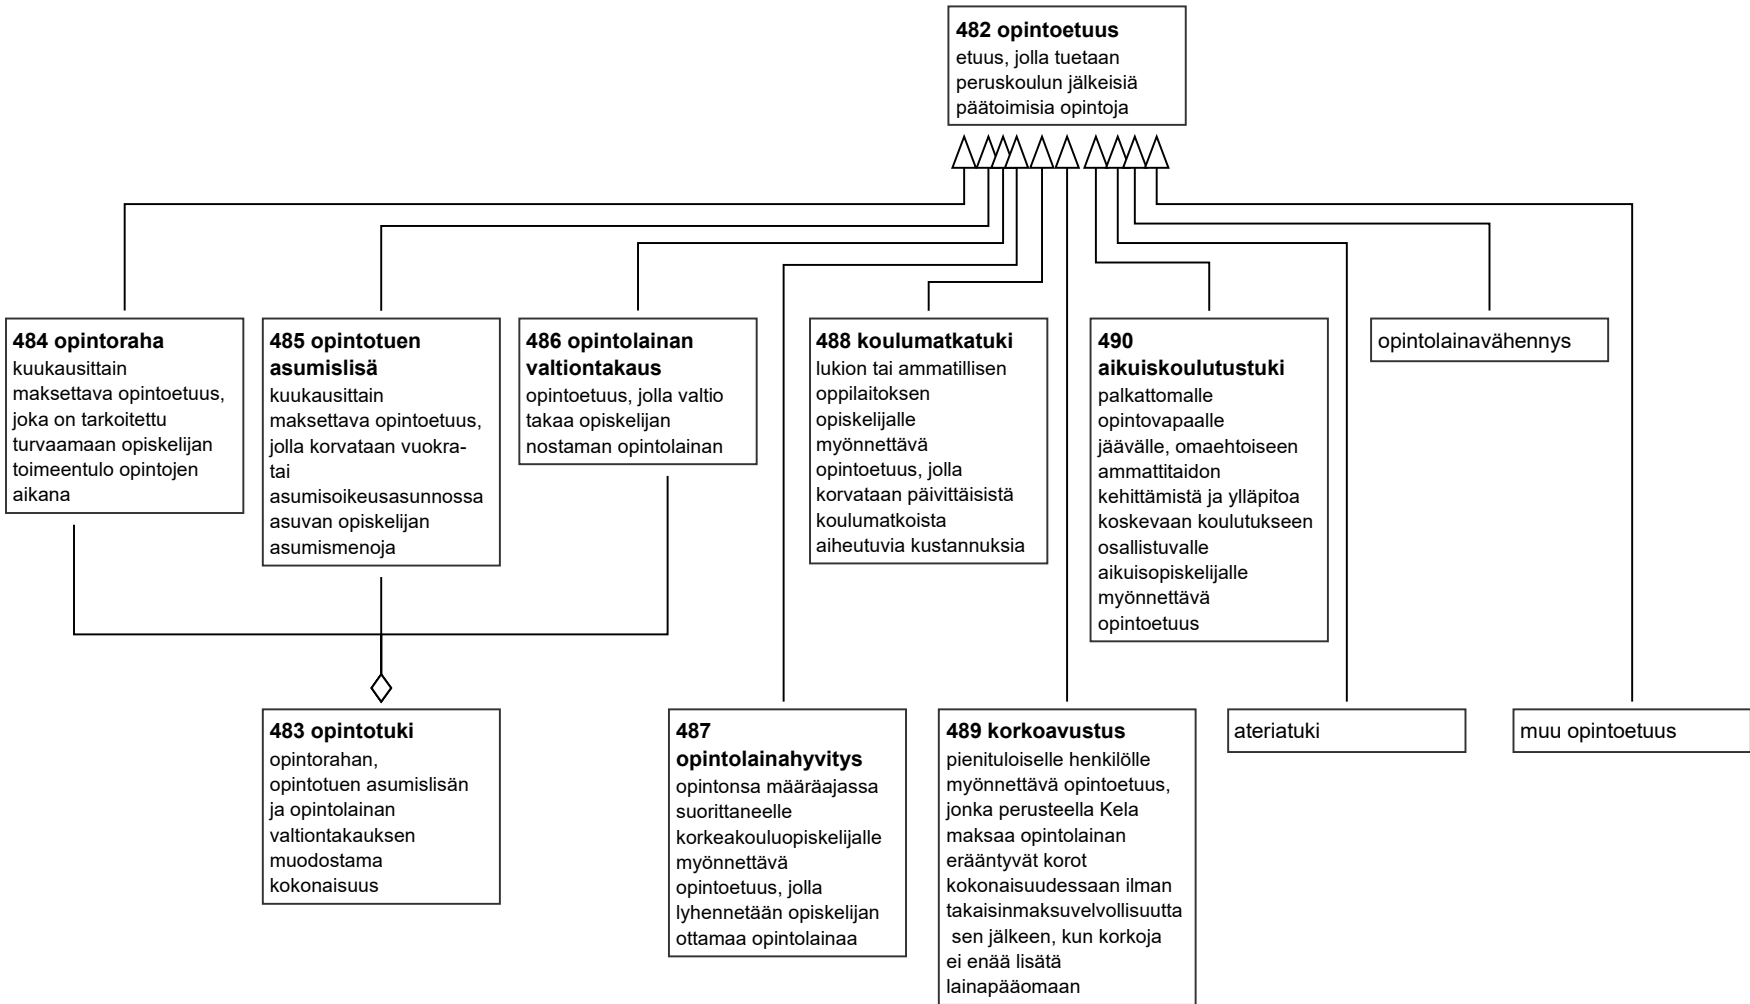 482 opintoetuus
etuus, jolla tuetaan
peruskoulun jälkeisiä
päätoimisia opintoja
484 opintoraha
kuukausittain
maksettava opintoetuus,
joka on tarkoitettu
turvaamaan opiskelijan
toimeentulo opintojen
aikana
485 opintotuen
asumislisä
kuukausittain
maksettava opintoetuus,
jolla korvataan vuokra-
tai
asumisoikeusasunnossa
asuvan opiskelijan
asumismenoja
486 opintolainan
valtiontakaus
opintoetuus, jolla valtio
takaa opiskelijan
nostaman opintolainan
488 koulumatkatuki
lukion tai ammatillisen
oppilaitoksen
opiskelijalle
myönnettävä
opintoetuus, jolla
korvataan päivittäisistä
koulumatkoista
aiheutuvia kustannuksia
490
aikuiskoulutustuki
palkattomalle
opintovapaalle
jäävälle, omaehtoiseen
ammattitaidon
kehittämistä ja ylläpitoa
koskevaan koulutukseen
osallistuvalle
aikuisopiskelijalle
myönnettävä
opintoetuus
opintolainavähennys
483 opintotuki
opintorahan,
opintotuen asumislisän
ja opintolainan
valtiontakauksen
muodostama
kokonaisuus
487
opintolainahyvitys
opintonsa määräajassa
suorittaneelle
korkeakouluopiskelijalle
myönnettävä
opintoetuus, jolla
lyhennetään opiskelijan
ottamaa opintolainaa
489 korkoavustus
pienituloiselle henkilölle
myönnettävä opintoetuus,
jonka perusteella Kela
maksaa opintolainan
erääntyvät korot
kokonaisuudessaan ilman
takaisinmaksuvelvollisuutta
sen jälkeen, kun korkoja
ei enää lisätä
lainapääomaan
ateriatuki
muu opintoetuus